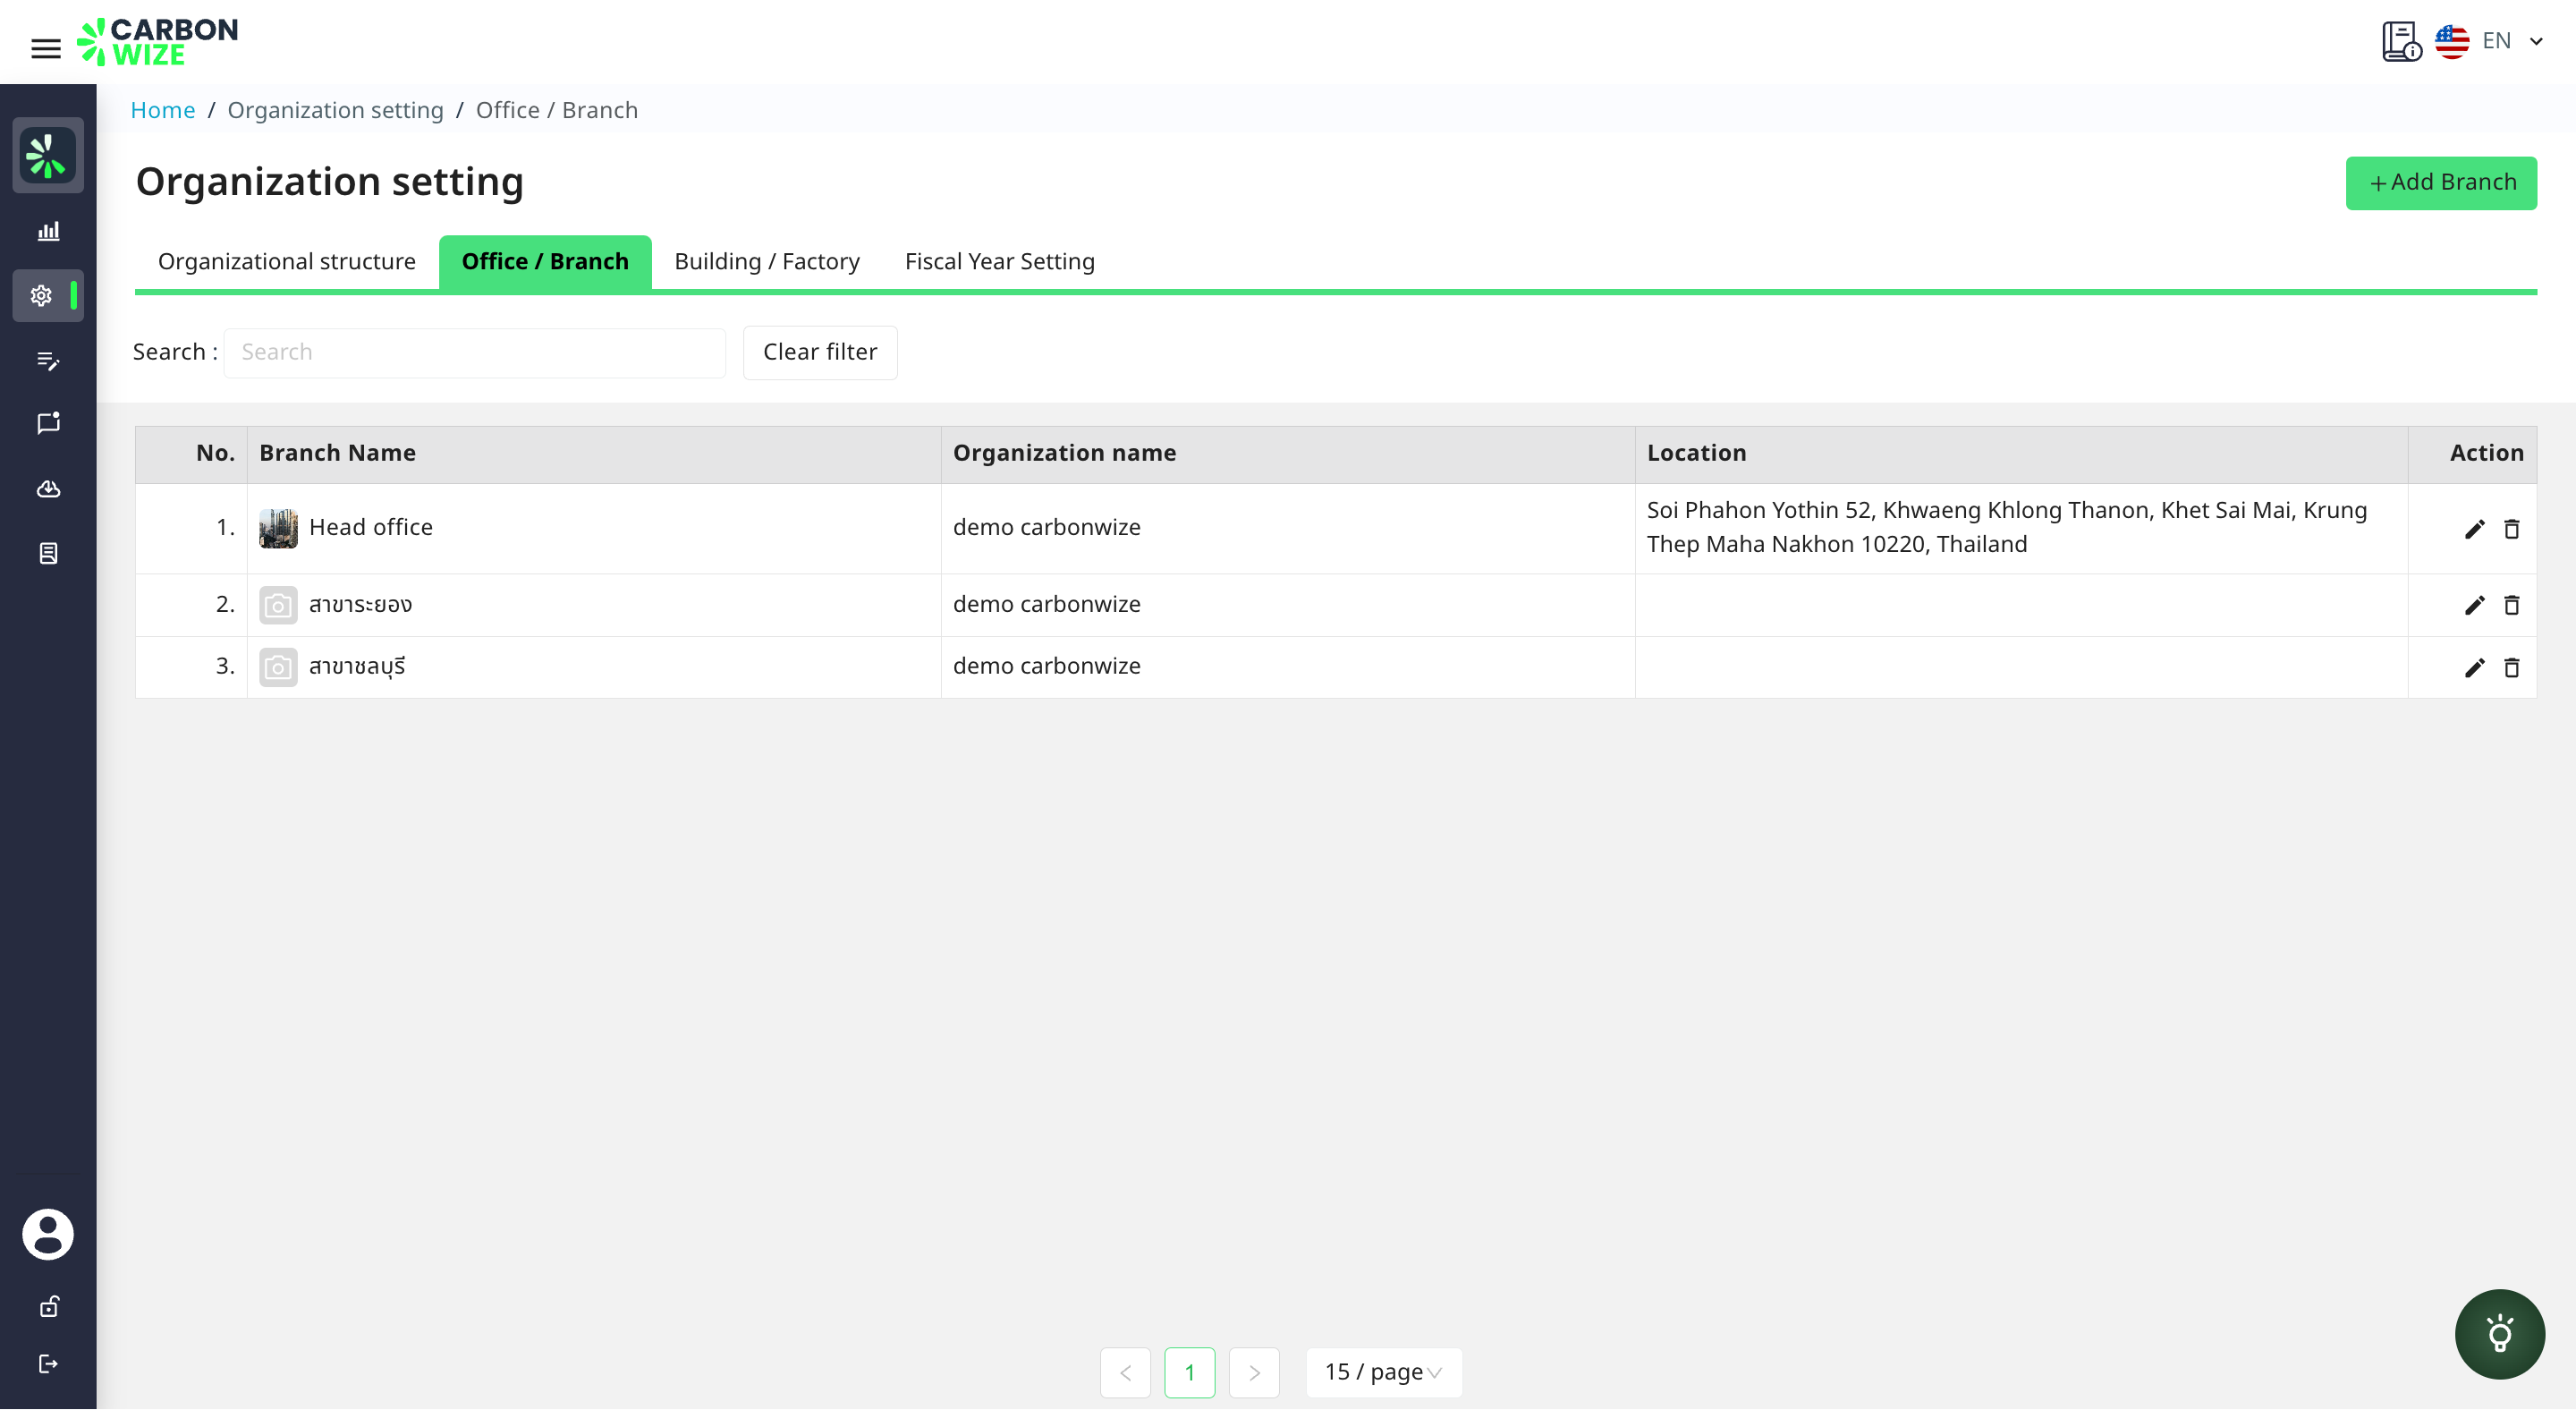 CARBON
WIZE
EN
Home / Organization setting / Office / Branch
Organization setting
+ Add Branch
Organizational structure Office / Branch Building / Factory Fiscal Year Setting
Search : Search Clear filter
No. Branch Name Organization name Location Action
1. Head office demo carbonwize Soi Phahon Yothin 52, Khwaeng Khlong Thanon, Khet Sai Mai, Krung
Thep Maha Nakhon 10220, Thailand
2. สาขาระยอง demo carbonwize
3. สาขาชลบุรี demo carbonwize
< 1 > 15 / page